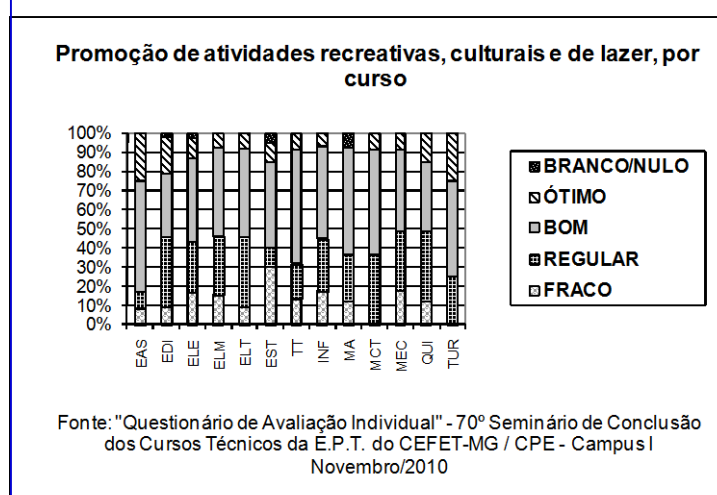 Promoção de atividades recreativas, culturais e de lazer, por
curso
100%
90%
80%
70%
60%
50%
40%
30%
20%
10%
0%
EAS
EDI
ELE
ELM
ELT
EST
TT
INF
MA
MCT
MEC
QUI
TUR
BRANCO/NULO
ÓTIMO
BOM
REGULAR
FRACO
Fonte: "Questionário de Avaliação Individual" - 70º Seminário de Conclusão
dos Cursos Técnicos da E.P.T. do CEFET-MG / CPE - Campus I
Novembro/2010